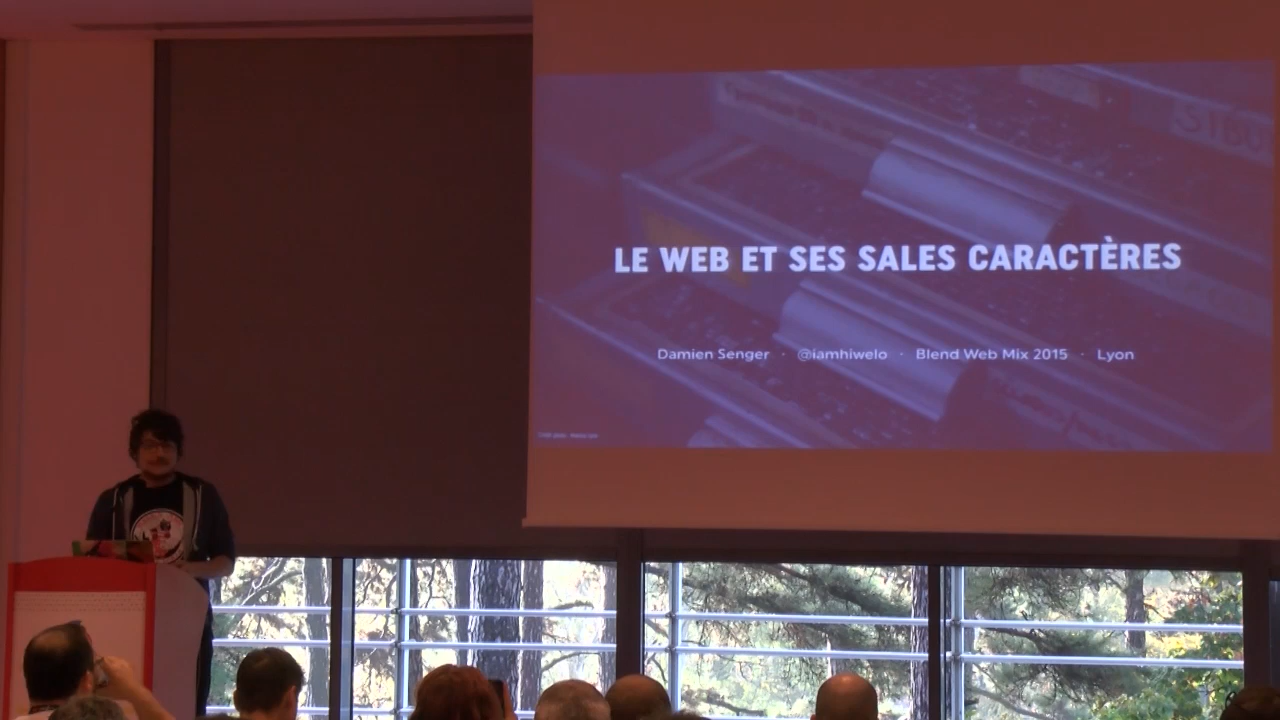 LE WEB ET SES SALES CARACTÈRES
Damien Senger · @iamhiwelo · Blend Web Mix 2015 · Lyon